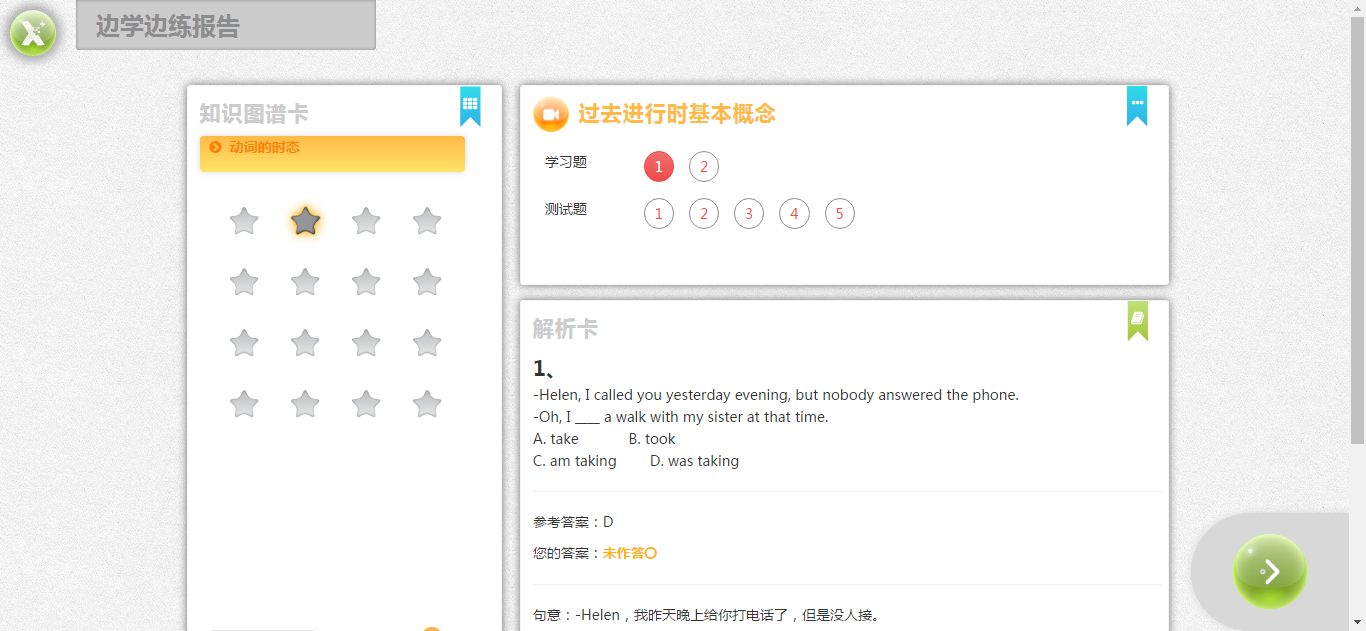 边学边练报告
知识图谱卡
动词的时态
过去进行时基本概念
学习题 1 2
测试题 1 2 3 4 5
解析卡
1、
-Helen, I called you yesterday evening, but nobody answered the phone.
-Oh, I ____ a walk with my sister at that time.
A. take B. took
C. am taking D. was taking
参考答案：D
您的答案：未作答
句意：-Helen，我昨天晚上给你打电话了，但是没人接。